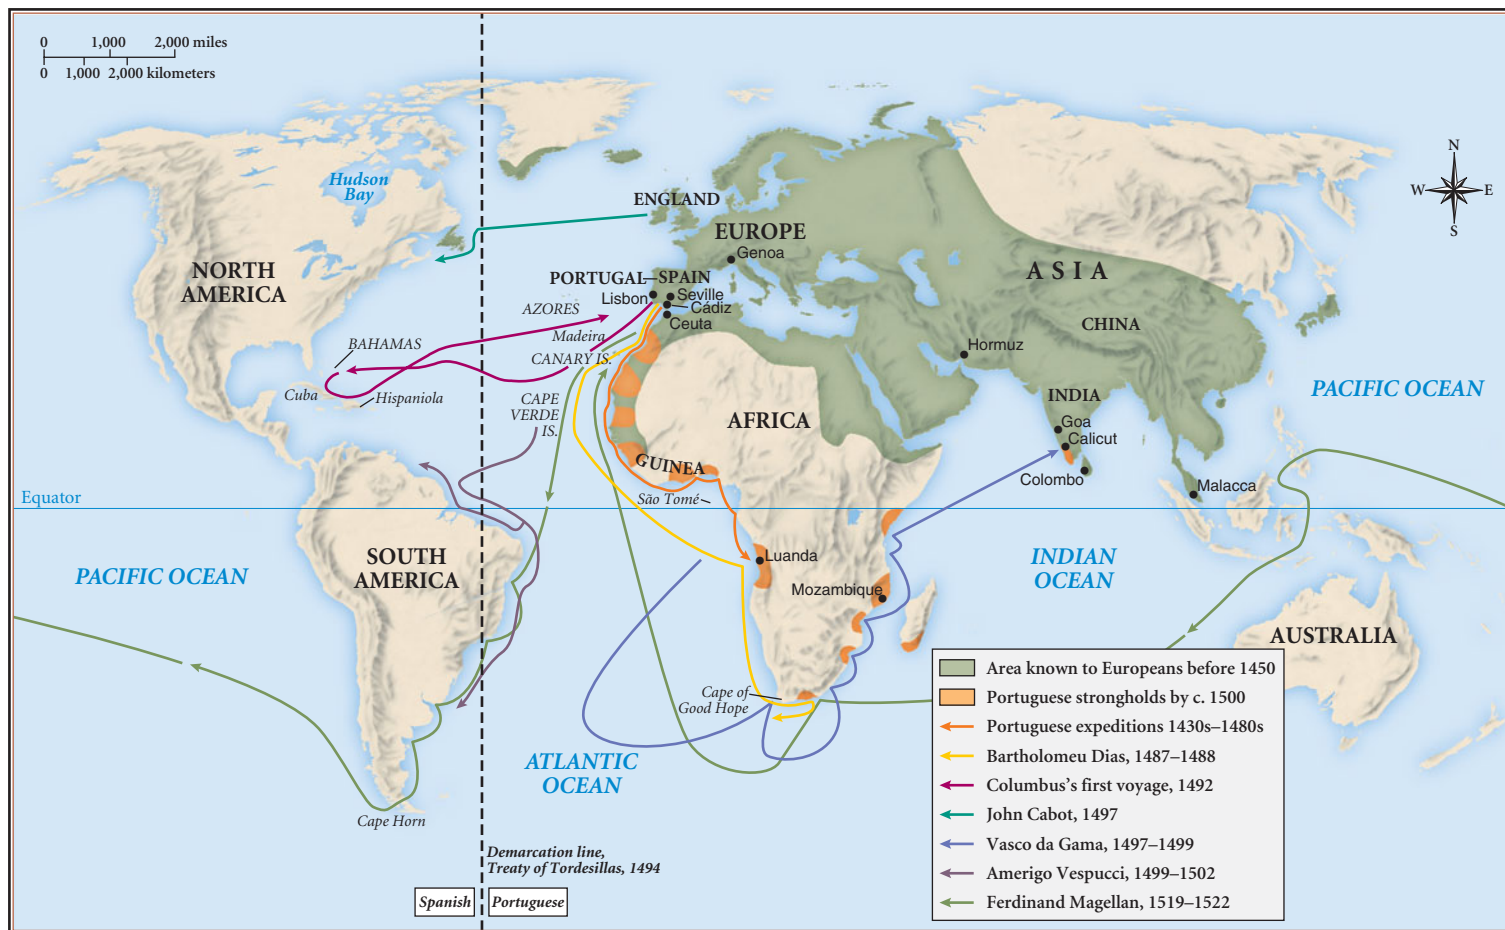 0 1,000 2,000 miles
0 1,000 2,000 kilometers
N
W E
S
Hudson
Bay
ENGLAND
EUROPE
Genoa
NORTH
AMERICA
PORTUGAL SPAIN
Lisbon
Seville
Cádiz
Ceuta
ASIA
CHINA
Hormuz
AZORES
Madeira
BAHAMAS
CANARY IS.
Cuba
Hispaniola
CAPE
VERDE
IS.
AFRICA
INDIA
Goa
Calicut
Colombo
Malacca
PACIFIC OCEAN
GUINEA
São Tomé
Equator
SOUTH
AMERICA
PACIFIC OCEAN
Luanda
Mozambique
INDIAN
OCEAN
AUSTRALIA
Cape of
Good Hope
ATLANTIC
OCEAN
Cape Horn
Demarcation line,
Treaty of Tordesillas, 1494
Spanish Portuguese
Area known to Europeans before 1450
Portuguese strongholds by c. 1500
Portuguese expeditions 1430s–1480s
Bartholomeu Dias, 1487–1488
Columbus's first voyage, 1492
John Cabot, 1497
Vasco da Gama, 1497–1499
Amerigo Vespucci, 1499–1502
Ferdinand Magellan, 1519–1522